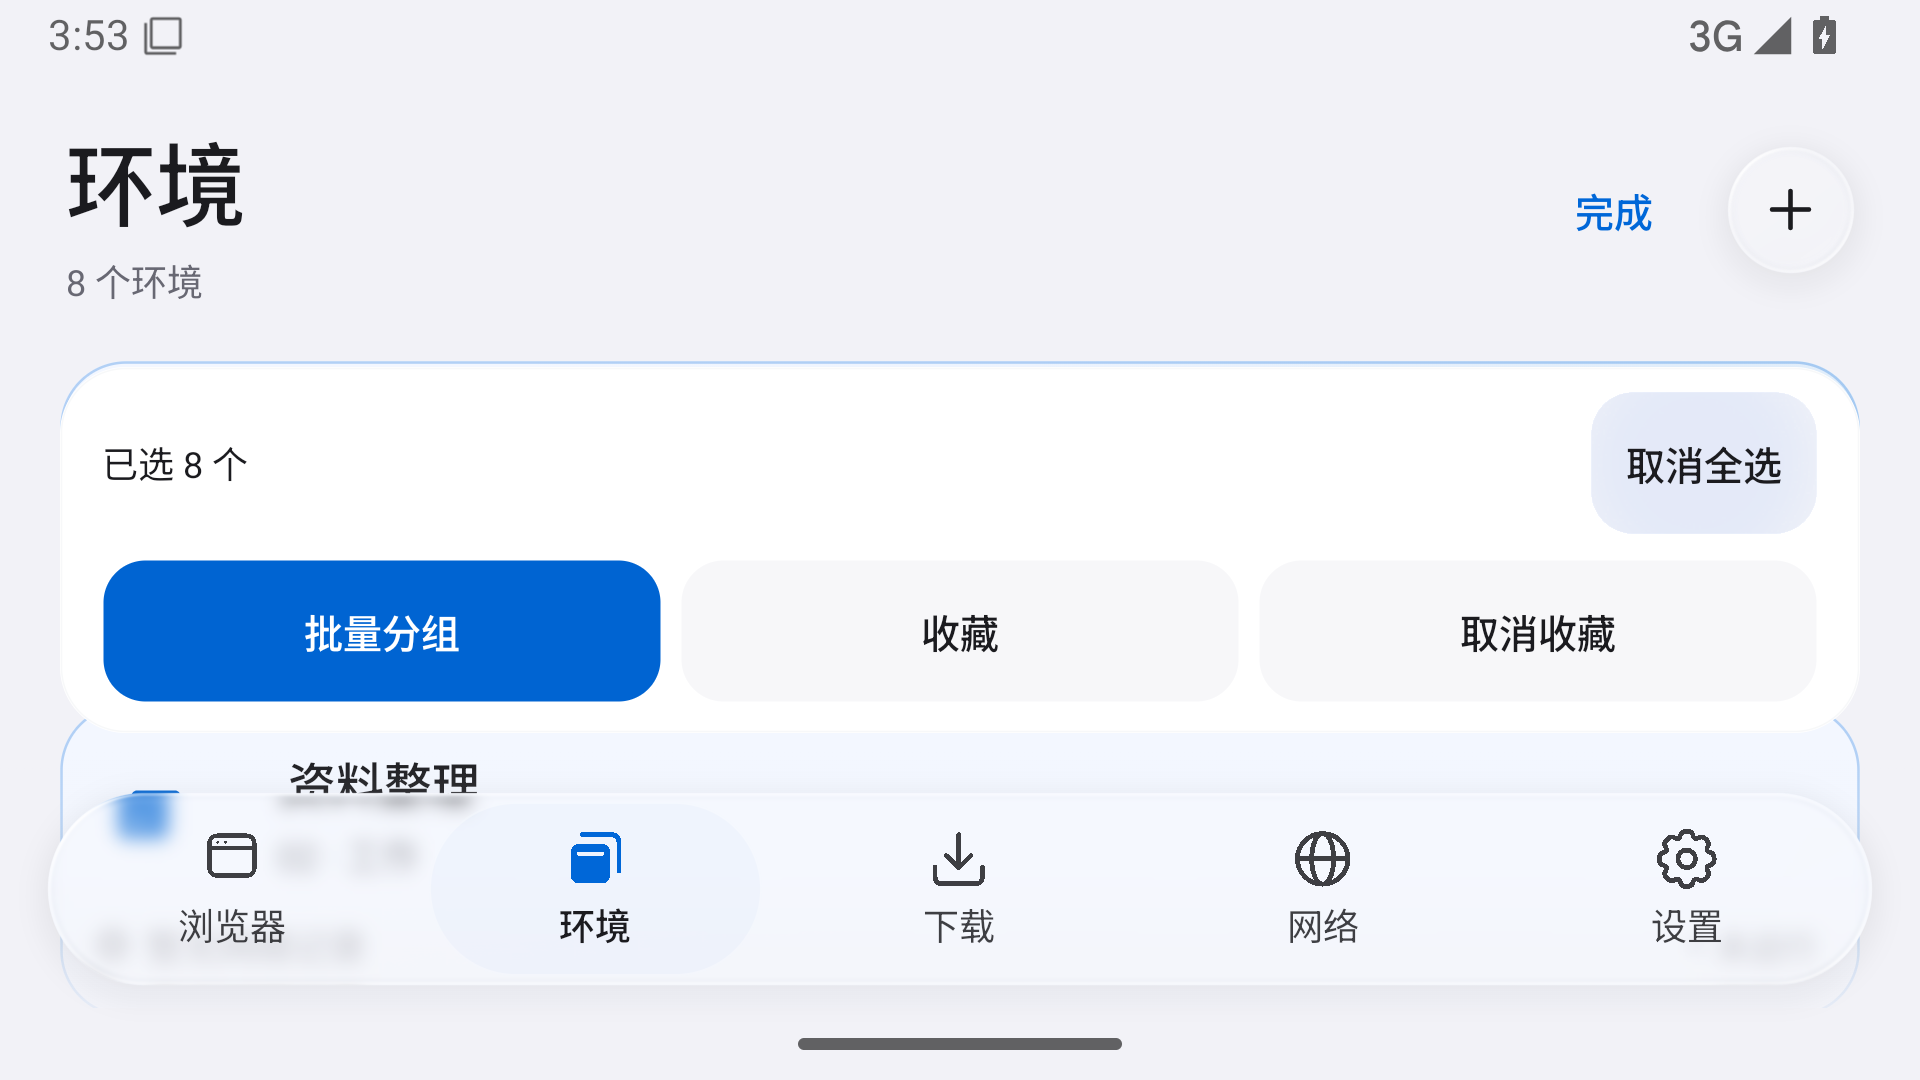 3:53
3G
环境
完成
8 个环境
已选 8 个
取消全选
批量分组
收藏
取消收藏
资料整理
浏览器
环境
下载
网络
设置